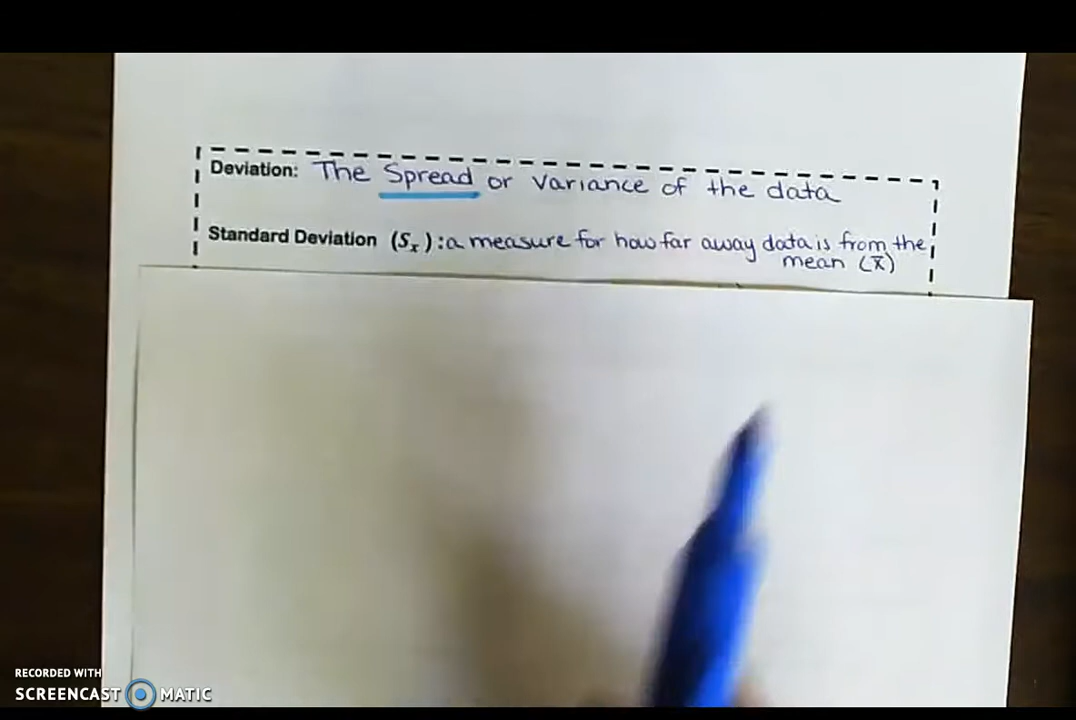 Deviation: The Spread or variance of the data
Standard Deviation (Sx): a measure for how far away data is from the
mean (x̄)
RECORDED WITH
SCREENCAST MATIC